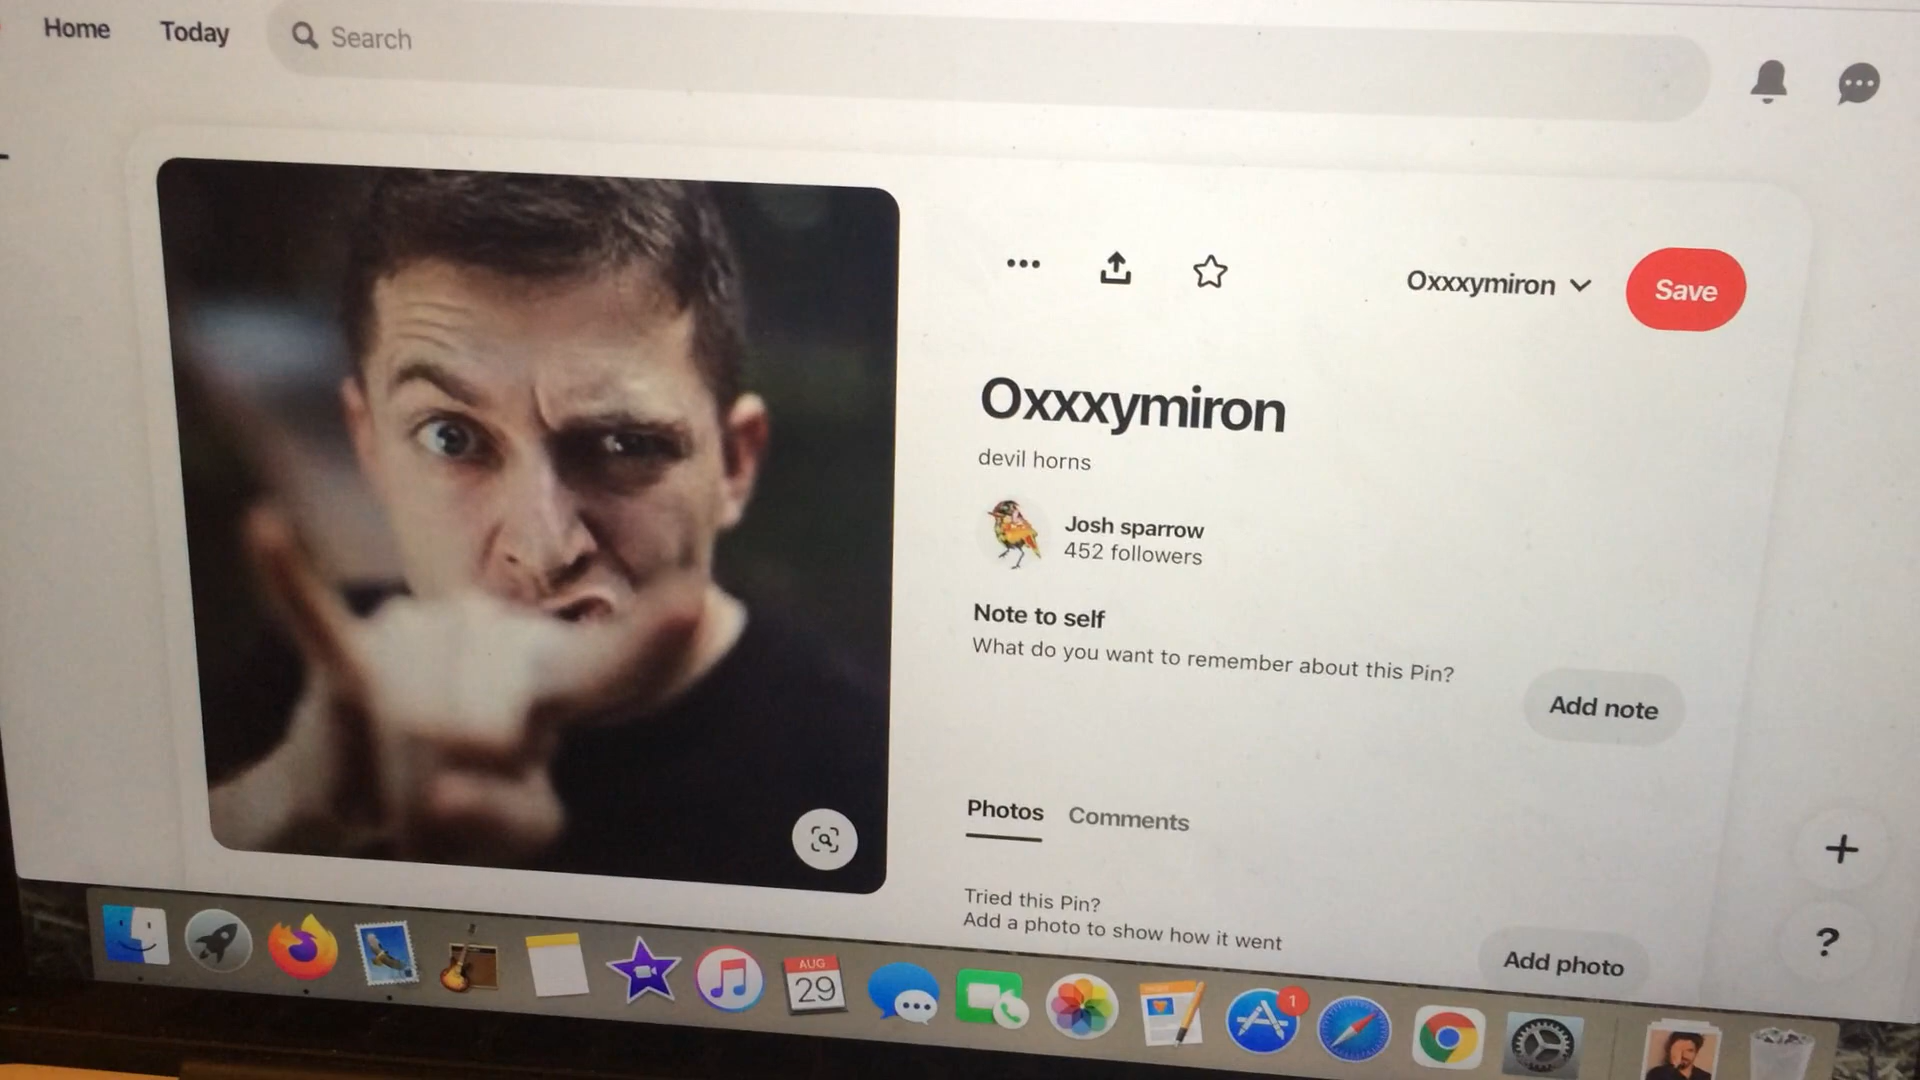 Home Today Search
Oxxxymiron Save
Oxxxymiron
devil horns
Josh sparrow
452 followers
Note to self
What do you want to remember about this Pin?
Add note
Photos Comments
Tried this Pin?
Add a photo to show how it went
Add photo
?
AUG
29
1